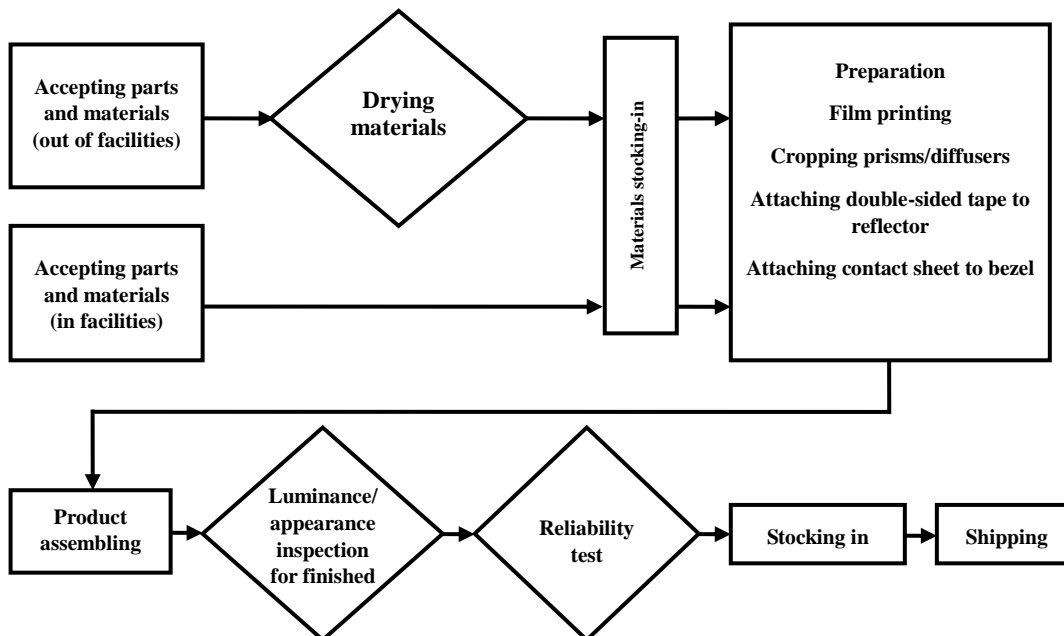 Accepting parts
and materials
(out of facilities)
Drying
materials
Materials stocking-in
Preparation
Film printing
Cropping prisms/diffusers
Attaching double-sided tape to
reflector
Attaching contact sheet to bezel
Accepting parts
and materials
(in facilities)
Product
assembling
Luminance/
appearance
inspection
for finished
Reliability
test
Stocking in
Shipping